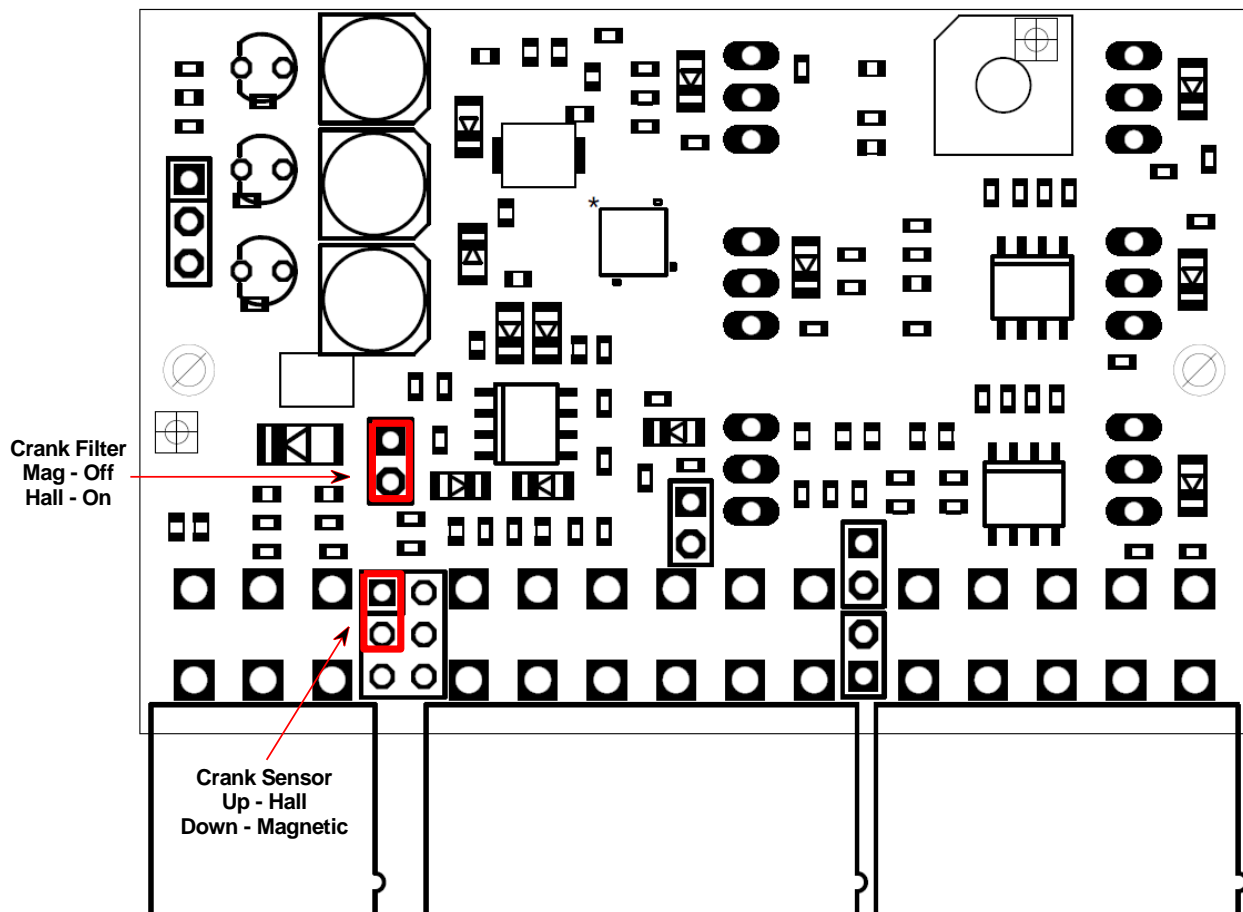 *
Crank Filter
Mag - Off
Hall - On
Crank Sensor
Up - Hall
Down - Magnetic